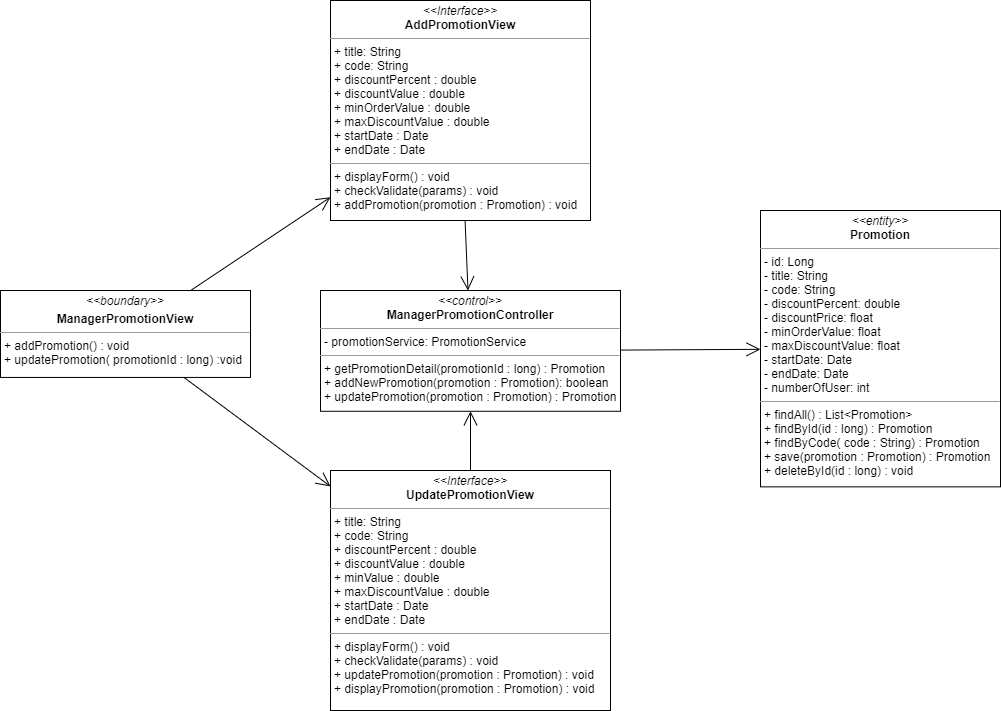 <<Interface>>
AddPromotionView
+ title: String
+ code: String
+ discountPercent : double
+ discountValue : double
+ minOrderValue : double
+ maxDiscountValue : double
+ startDate : Date
+ endDate : Date
+ displayForm() : void
+ checkValidate(params) : void
+ addPromotion(promotion : Promotion) : void
<<boundary>>
ManagerPromotionView
+ addPromotion() : void
+ updatePromotion( promotionId : long) :void
<<control>>
ManagerPromotionController
- promotionService: PromotionService
+ getPromotionDetail(promotionId : long) : Promotion
+ addNewPromotion(promotion : Promotion): boolean
+ updatePromotion(promotion : Promotion) : Promotion
<<entity>>
Promotion
- id: Long
- title: String
- code: String
- discountPercent: double
- discountPrice: float
- minOrderValue: float
- maxDiscountValue: float
- startDate: Date
- endDate: Date
- numberOfUser: int
+ findAll() : List<Promotion>
+ findById(id : long) : Promotion
+ findByCode( code : String) : Promotion
+ save(promotion : Promotion) : Promotion
+ deleteById(id : long) : void
<<Interface>>
UpdatePromotionView
+ title: String
+ code: String
+ discountPercent : double
+ discountValue : double
+ minValue : double
+ maxDiscountValue : double
+ startDate : Date
+ endDate : Date
+ displayForm() : void
+ checkValidate(params) : void
+ updatePromotion(promotion : Promotion) : void
+ displayPromotion(promotion : Promotion) : void